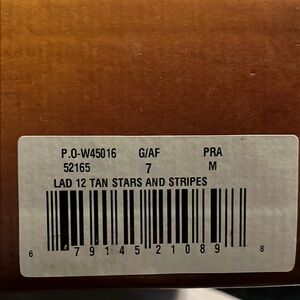 P.O-W45016 G/AF PRA
52165 7 M
LAD 12 TAN STARS AND STRIPES
6 79145 21089 8